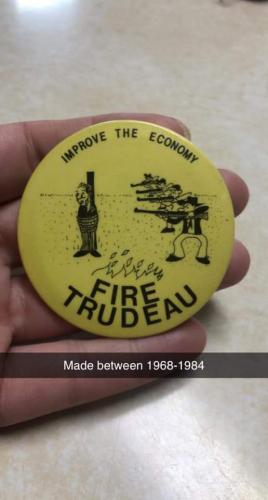 IMPROVE THE ECONOMY
FIRE
TRUDEAU
Made between 1968-1984